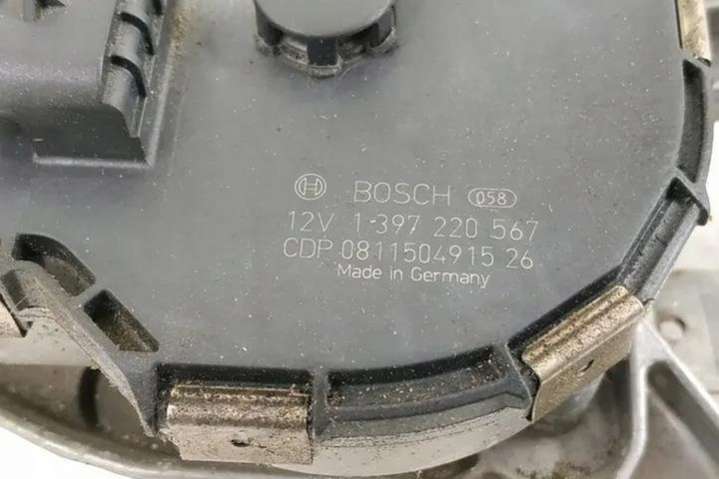 BOSCH 058
12V 1-397 220 567
CDP 0811504915 26
Made in Germany